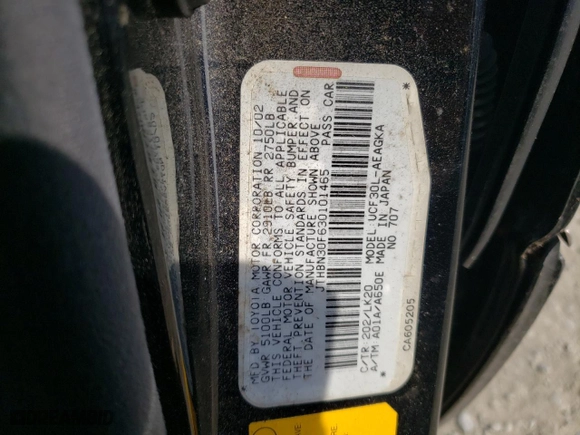 MFD BY TOYOTA MOTOR CORPORATION 10/02
GVWR 5100LB GAWR FR 2910LB RR 2750LB
THIS VEHICLE CONFORMS TO ALL APPLICABLE
FEDERAL MOTOR VEHICLE SAFETY BUMPER, AND
THEFT PREVENTION STANDARDS IN EFFECT ON
THE DATE OF MANUFACTURE SHOWN ABOVE.
JTHBN30F630101465 PASS CAR
* *
C/TR: 202/LK20 MODEL: UCF30L-AEAGKA
A/TM A01A/A650E MADE IN JAPAN
NO 707
CA605205